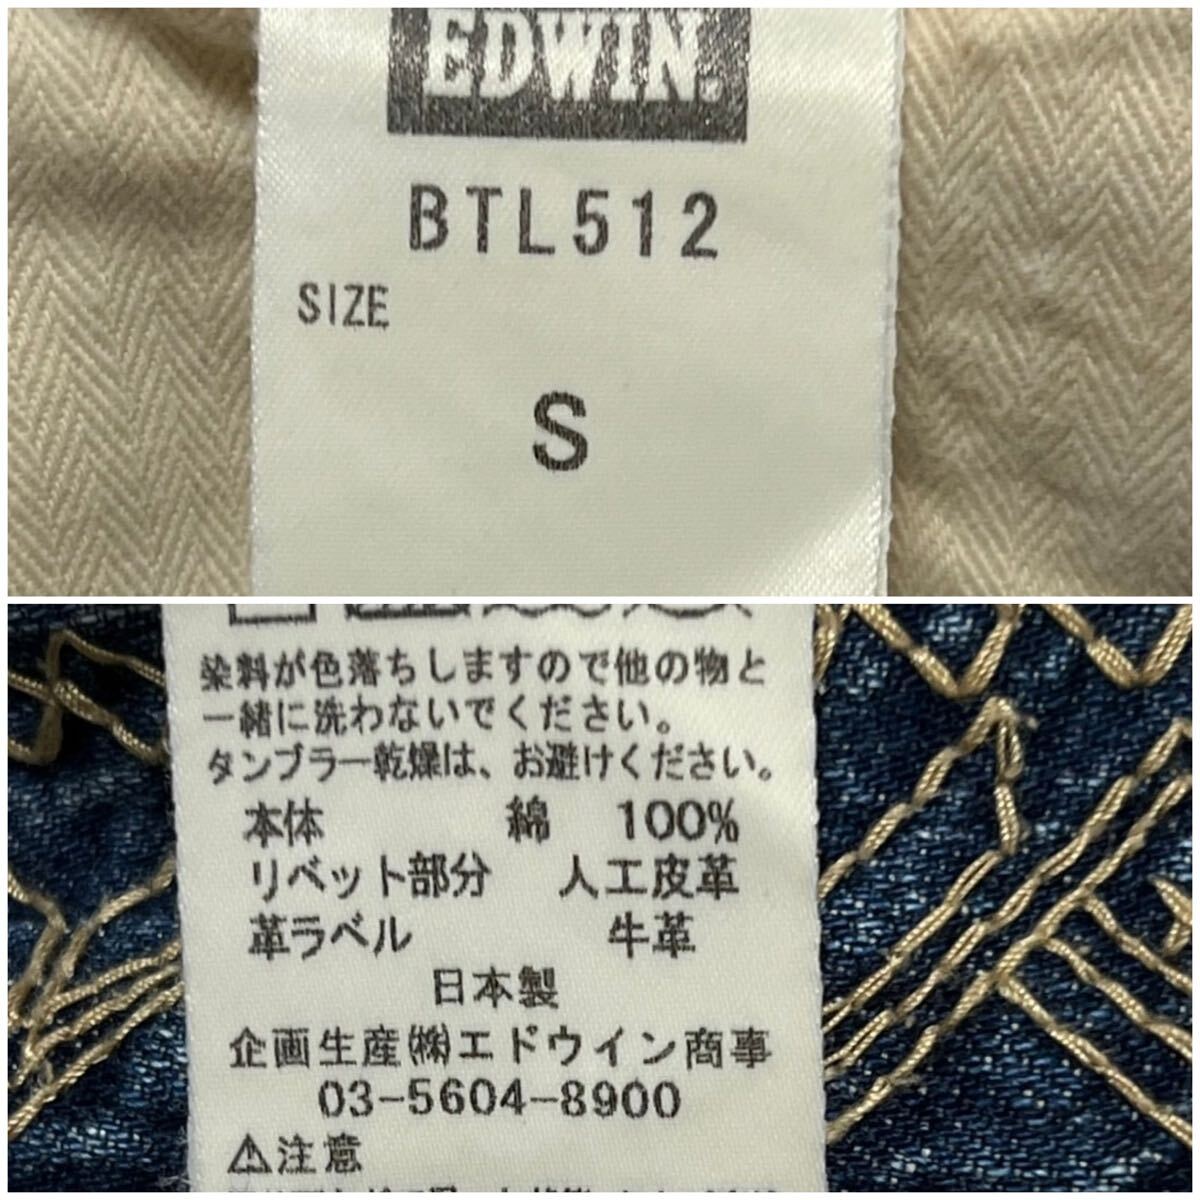 EDWIN®
BTL512
SIZE
S
染料が色落ちしますので他の物と
一緒に洗わないでください。
タンブラー乾燥は、お避けください。
本体 綿 100%
リベット部分 人工皮革
革ラベル 牛革
日本製
企画生産㈱エドウイン商事
03-5604-8900
⚠注意